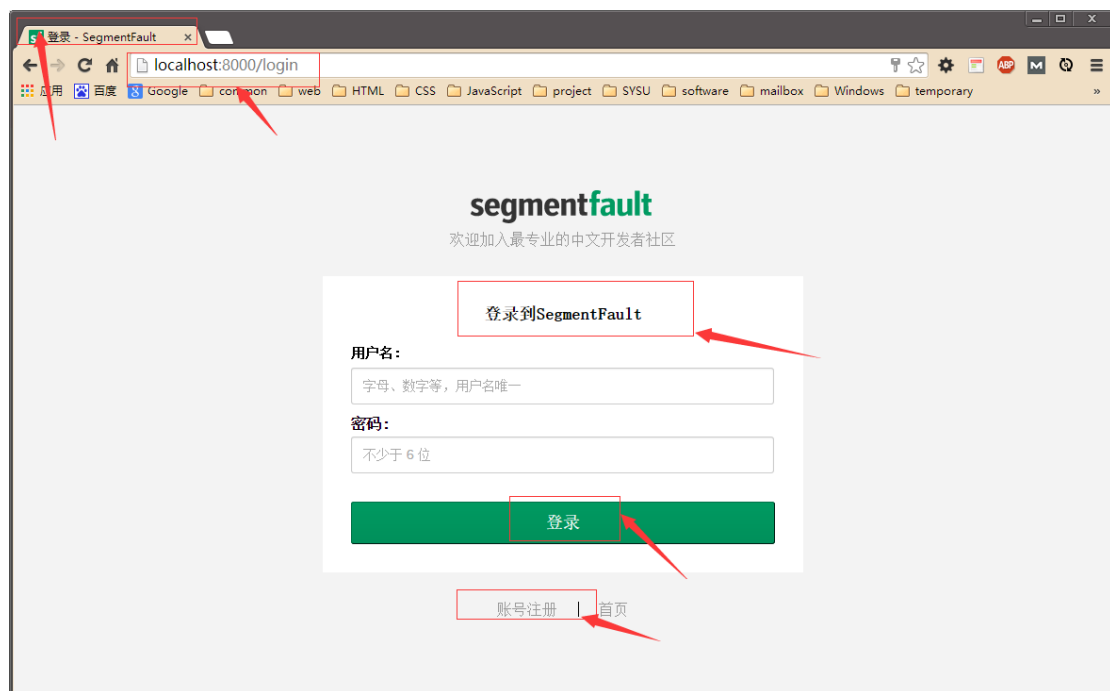 登录 - SegmentFault
localhost:8000/login
ABP
应用 百度 Google common web HTML CSS JavaScript project SYSU software mailbox Windows temporary »
segmentfault
欢迎加入最专业的中文开发者社区
登录到SegmentFault
用户名:
字母、数字等，用户名唯一
密码:
不少于 6 位
登录
账号注册 | 首页